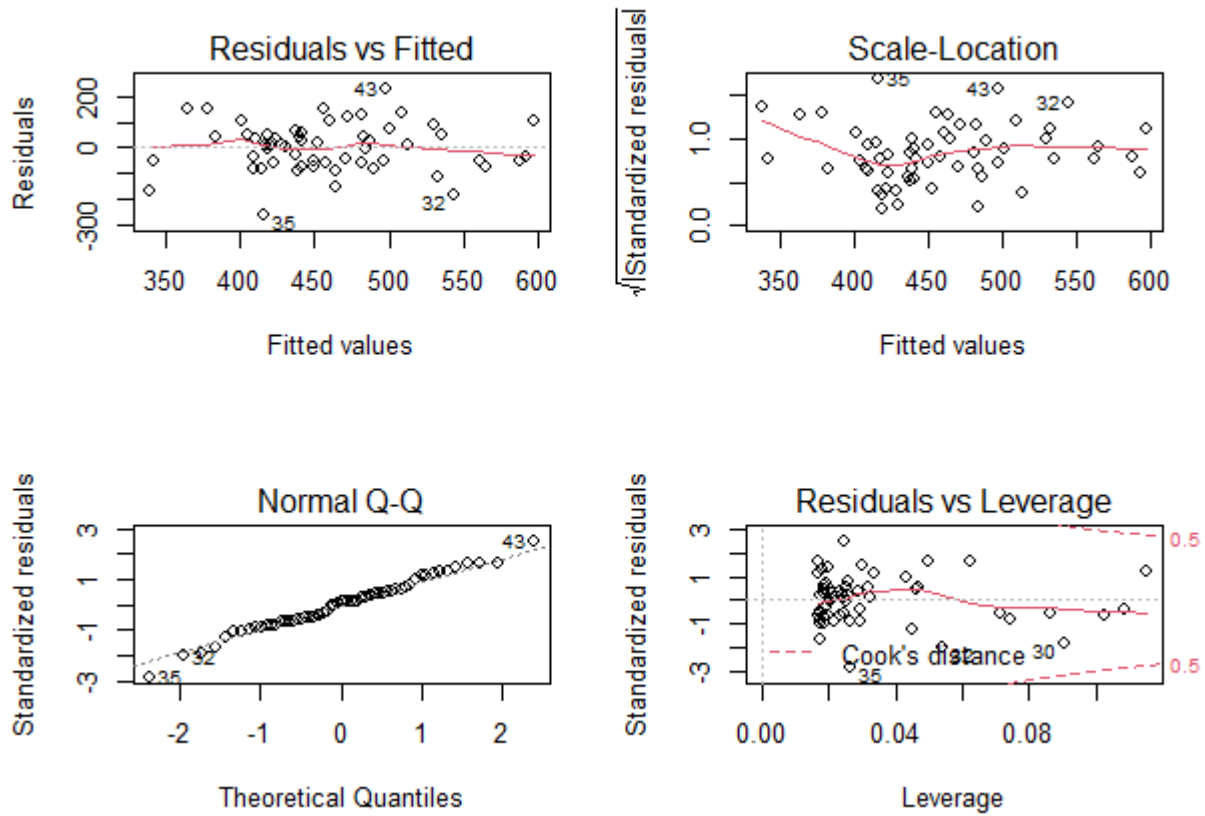 Residuals vs Fitted
Residuals
200
0
-300
43
32
35
350 400 450 500 550 600
Fitted values
Scale-Location
√|Standardized residuals|
1.0
0.0
35
43
32
350 400 450 500 550 600
Fitted values
Normal Q-Q
Standardized residuals
3
1
-1
-3
43
32
35
-2 -1 0 1 2
Theoretical Quantiles
Residuals vs Leverage
Standardized residuals
3
1
-1
-3
0.5
Cook's distance
30
35
0.5
0.00 0.04 0.08
Leverage